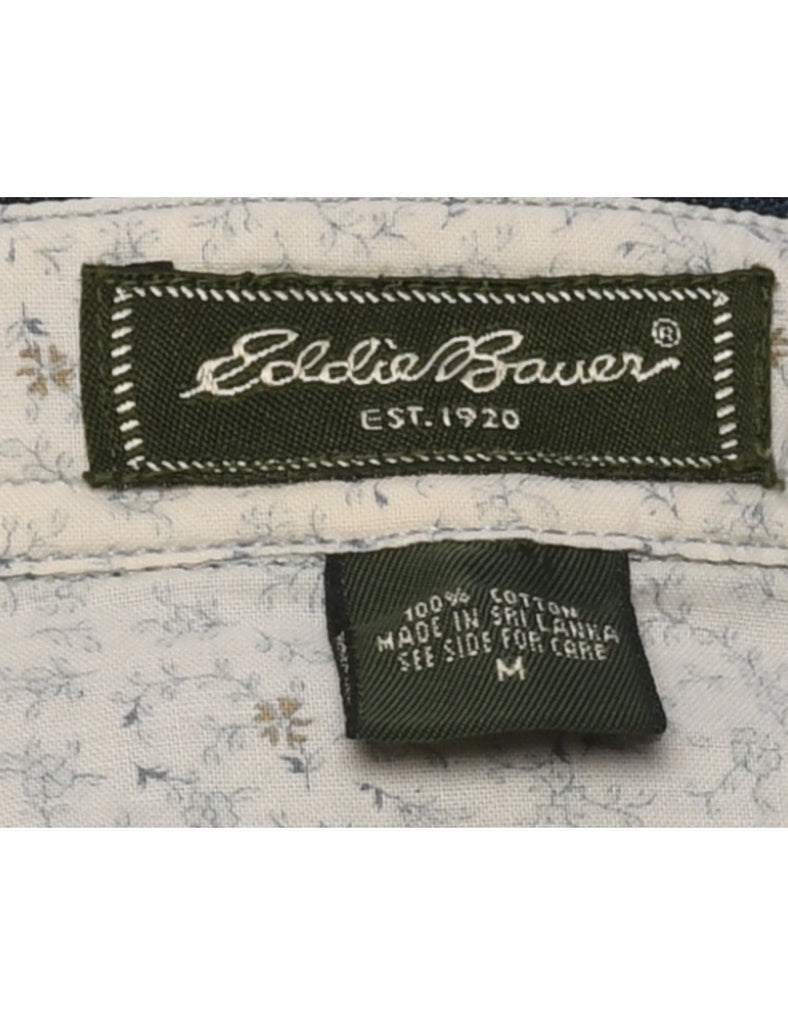 Eddie Bauer®
EST. 1920
100% COTTON
MADE IN SRI LANKA
SEE SIDE FOR CARE
M